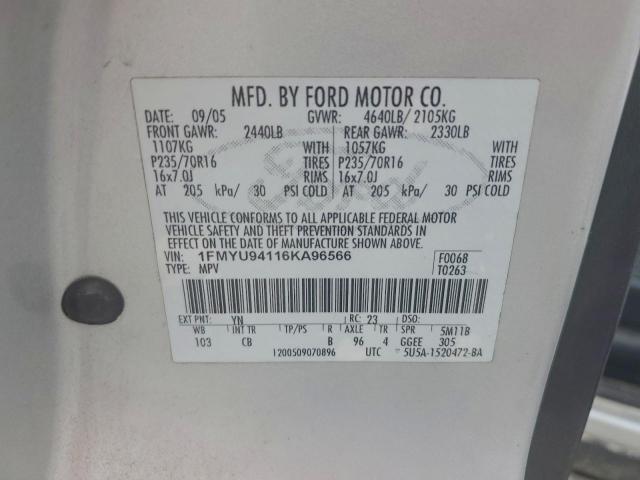 MFD. BY FORD MOTOR CO.
DATE: 09/05 GVWR: 4640LB/ 2105KG
FRONT GAWR: 2440LB REAR GAWR: 2330LB
1107KG 1057KG
P235/70R16 TIRES P235/70R16 TIRES
16x7.0J RIMS 16x7.0J RIMS
AT 205 kPa/ 30 PSI COLD AT 205 kPa/ 30 PSI COLD
THIS VEHICLE CONFORMS TO ALL APPLICABLE FEDERAL MOTOR
VEHICLE SAFETY AND THEFT PREVENTION STANDARDS IN
EFFECT ON THE DATE OF MANUFACTURE SHOWN ABOVE.
VIN: 1FMYU94116KA96566 F0068
TYPE: MPV T0263
EXT PNT: YN RC: 23 DSO:
WB INT TR TP/PS R AXLE TR SPR 5M11B
103 CB B 96 4 GGEE 305
1200509070896 UTC 5U5A-1520472-BA
Ford